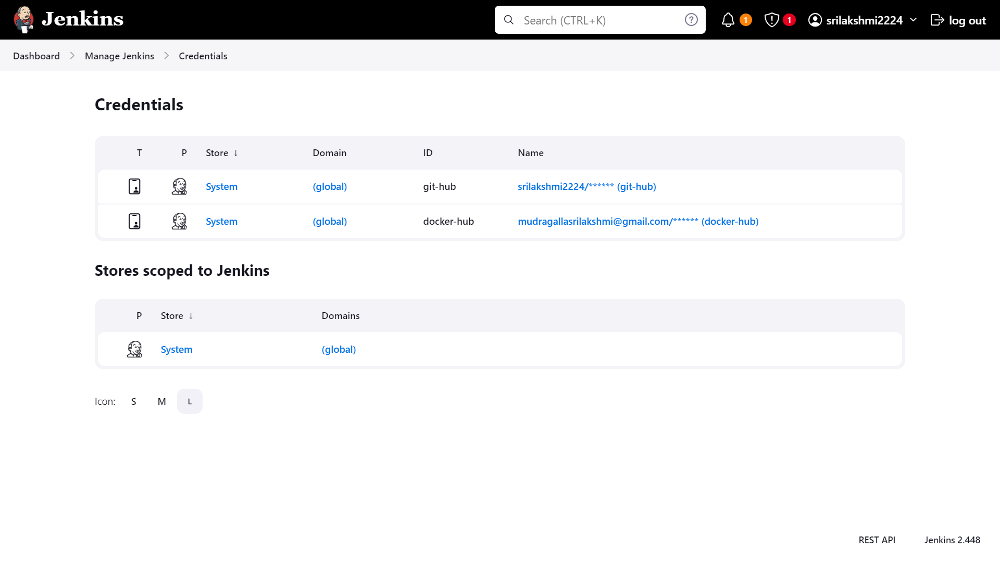 Jenkins
Search (CTRL+K)
1
1
srilakshmi2224
log out
Dashboard
Manage Jenkins
Credentials
Credentials
T P Store ↓ Domain ID Name
System (global) git-hub srilakshmi2224/****** (git-hub)
System (global) docker-hub mudragallasrilakshmi@gmail.com/****** (docker-hub)
Stores scoped to Jenkins
P Store ↓ Domains
System (global)
Icon: S M L
REST API Jenkins 2.448